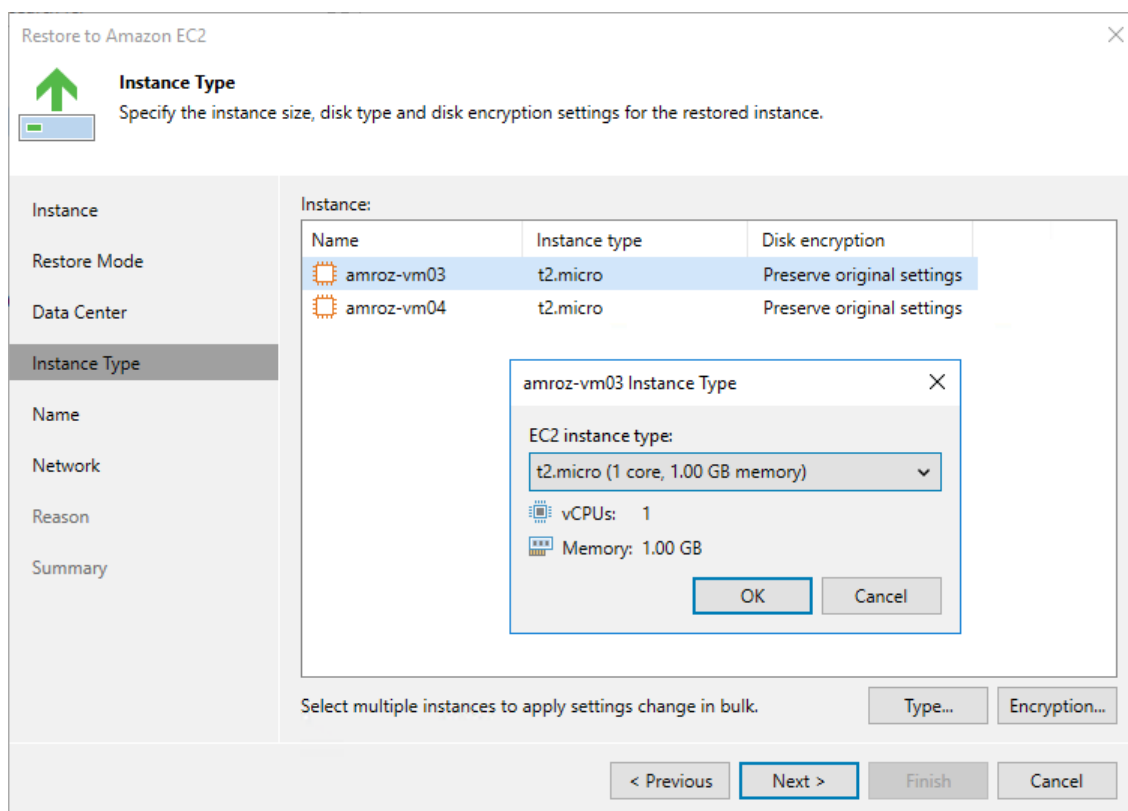 Restore to Amazon EC2
Instance Type
Specify the instance size, disk type and disk encryption settings for the restored instance.
Instance
Restore Mode
Data Center
Instance Type
Name
Network
Reason
Summary
Instance:
Name Instance type Disk encryption
amroz-vm03 t2.micro Preserve original settings
amroz-vm04 t2.micro Preserve original settings
amroz-vm03 Instance Type
EC2 instance type:
t2.micro (1 core, 1.00 GB memory)
vCPUs: 1
Memory: 1.00 GB
OK Cancel
Select multiple instances to apply settings change in bulk. Type... Encryption...
< Previous Next > Finish Cancel